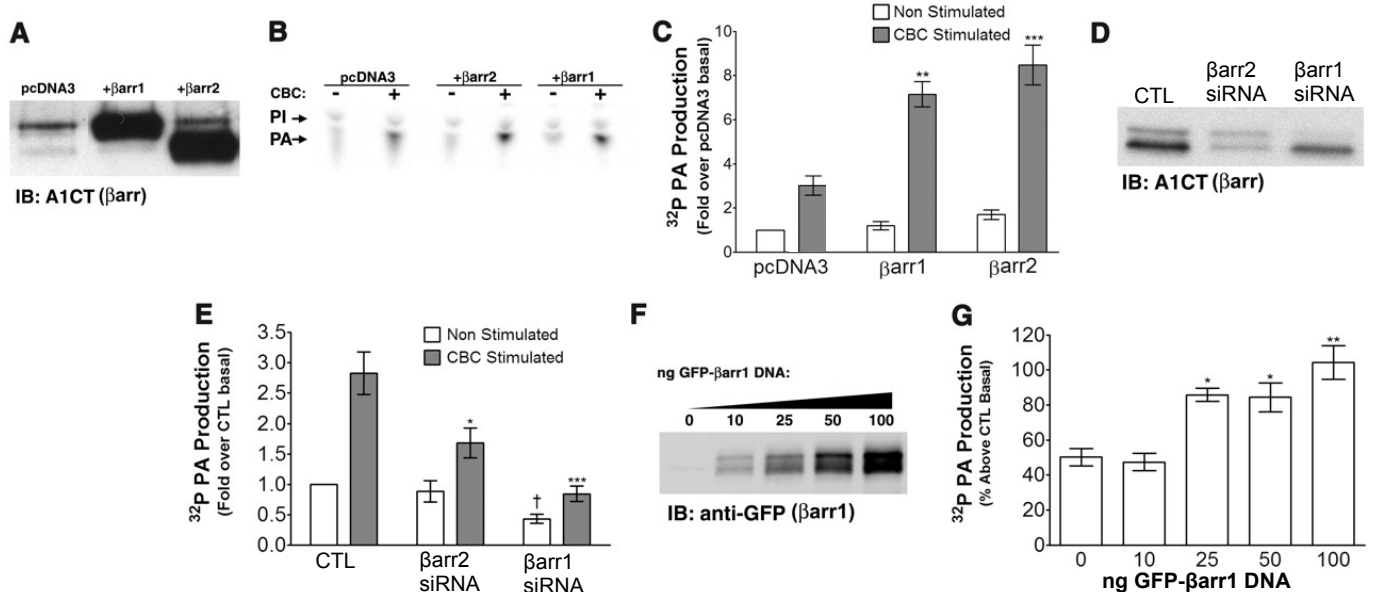 A
pcDNA3 +βarr1 +βarr2
IB: A1CT (βarr)
B
pcDNA3 +βarr2 +βarr1
CBC: - + - + - +
PI
PA
C
Non Stimulated
CBC Stimulated
32P PA Production
(Fold over pcDNA3 basal)
10
8
6
4
2
0
** ***
pcDNA3 βarr1 βarr2
D
CTL βarr2 siRNA βarr1 siRNA
IB: A1CT (βarr)
E
Non Stimulated
CBC Stimulated
32P PA Production
(Fold over CTL basal)
3.5
3.0
2.5
2.0
1.5
1.0
0.5
0.0
* † ***
CTL βarr2 siRNA βarr1 siRNA
F
ng GFP-βarr1 DNA:
0 10 25 50 100
IB: anti-GFP (βarr1)
G
32P PA Production
(% Above CTL Basal)
120
100
80
60
40
20
0
* * **
0 10 25 50 100
ng GFP-βarr1 DNA